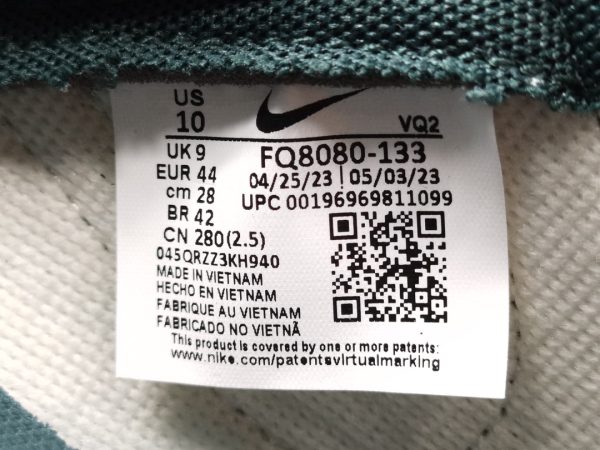 US
10
VQ2
UK 9
EUR 44
cm 28
BR 42
CN 280(2.5)
FQ8080-133
04/25/23 | 05/03/23
UPC 00196969811099
045QRZZ3KH940
MADE IN VIETNAM
HECHO EN VIETNAM
FABRIQUE AU VIETNAM
FABRICADO NO VIETNÃ
This product is covered by one or more patents:
www.nike.com/patentsvirtualmarking